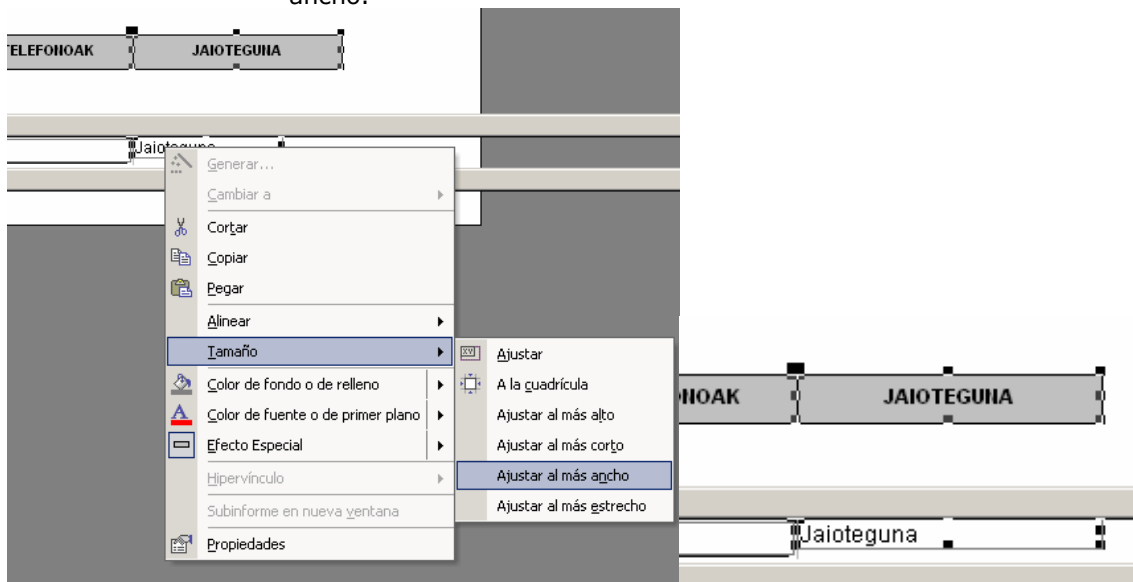 ancho.
TELEFONOAK JAIOTEGUNA
Jaioteguna
Generar...
Cambiar a
Cortar
Copiar
Pegar
Alinear
Tamaño
Color de fondo o de relleno
Color de fuente o de primer plano
Efecto Especial
Hipervínculo
Subinforme en nueva ventana
Propiedades
Ajustar
A la cuadrícula
Ajustar al más alto
Ajustar al más corto
Ajustar al más ancho
Ajustar al más estrecho
NOAK JAIOTEGUNA
Jaioteguna